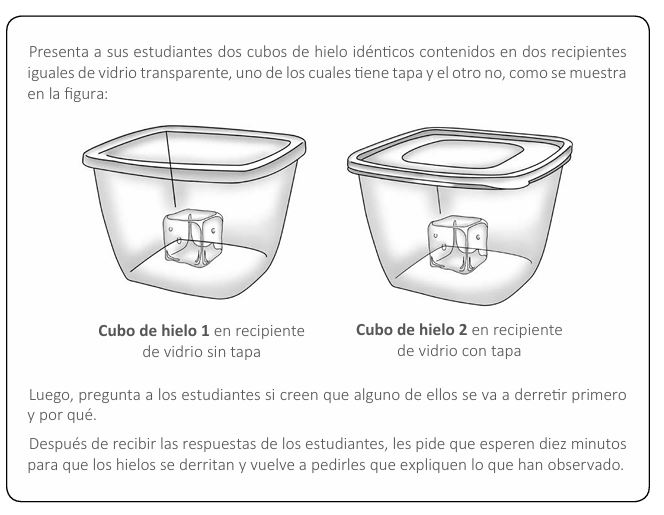 Presenta a sus estudiantes dos cubos de hielo idénticos contenidos en dos recipientes
iguales de vidrio transparente, uno de los cuales tiene tapa y el otro no, como se muestra
en la figura:
Cubo de hielo 1 en recipiente
de vidrio sin tapa
Cubo de hielo 2 en recipiente
de vidrio con tapa
Luego, pregunta a los estudiantes si creen que alguno de ellos se va a derretir primero
y por qué.
Después de recibir las respuestas de los estudiantes, les pide que esperen diez minutos
para que los hielos se derritan y vuelve a pedirles que expliquen lo que han observado.